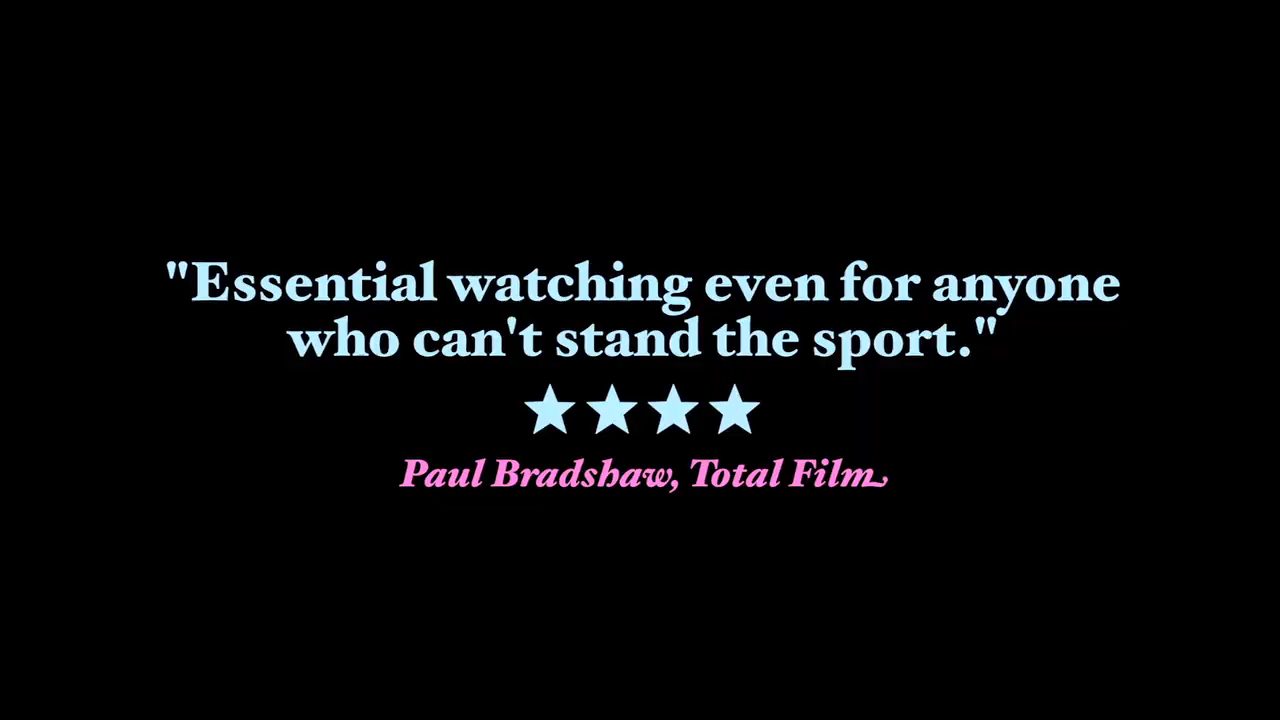 "Essential watching even for anyone
who can't stand the sport."
★★★★
Paul Bradshaw, Total Film